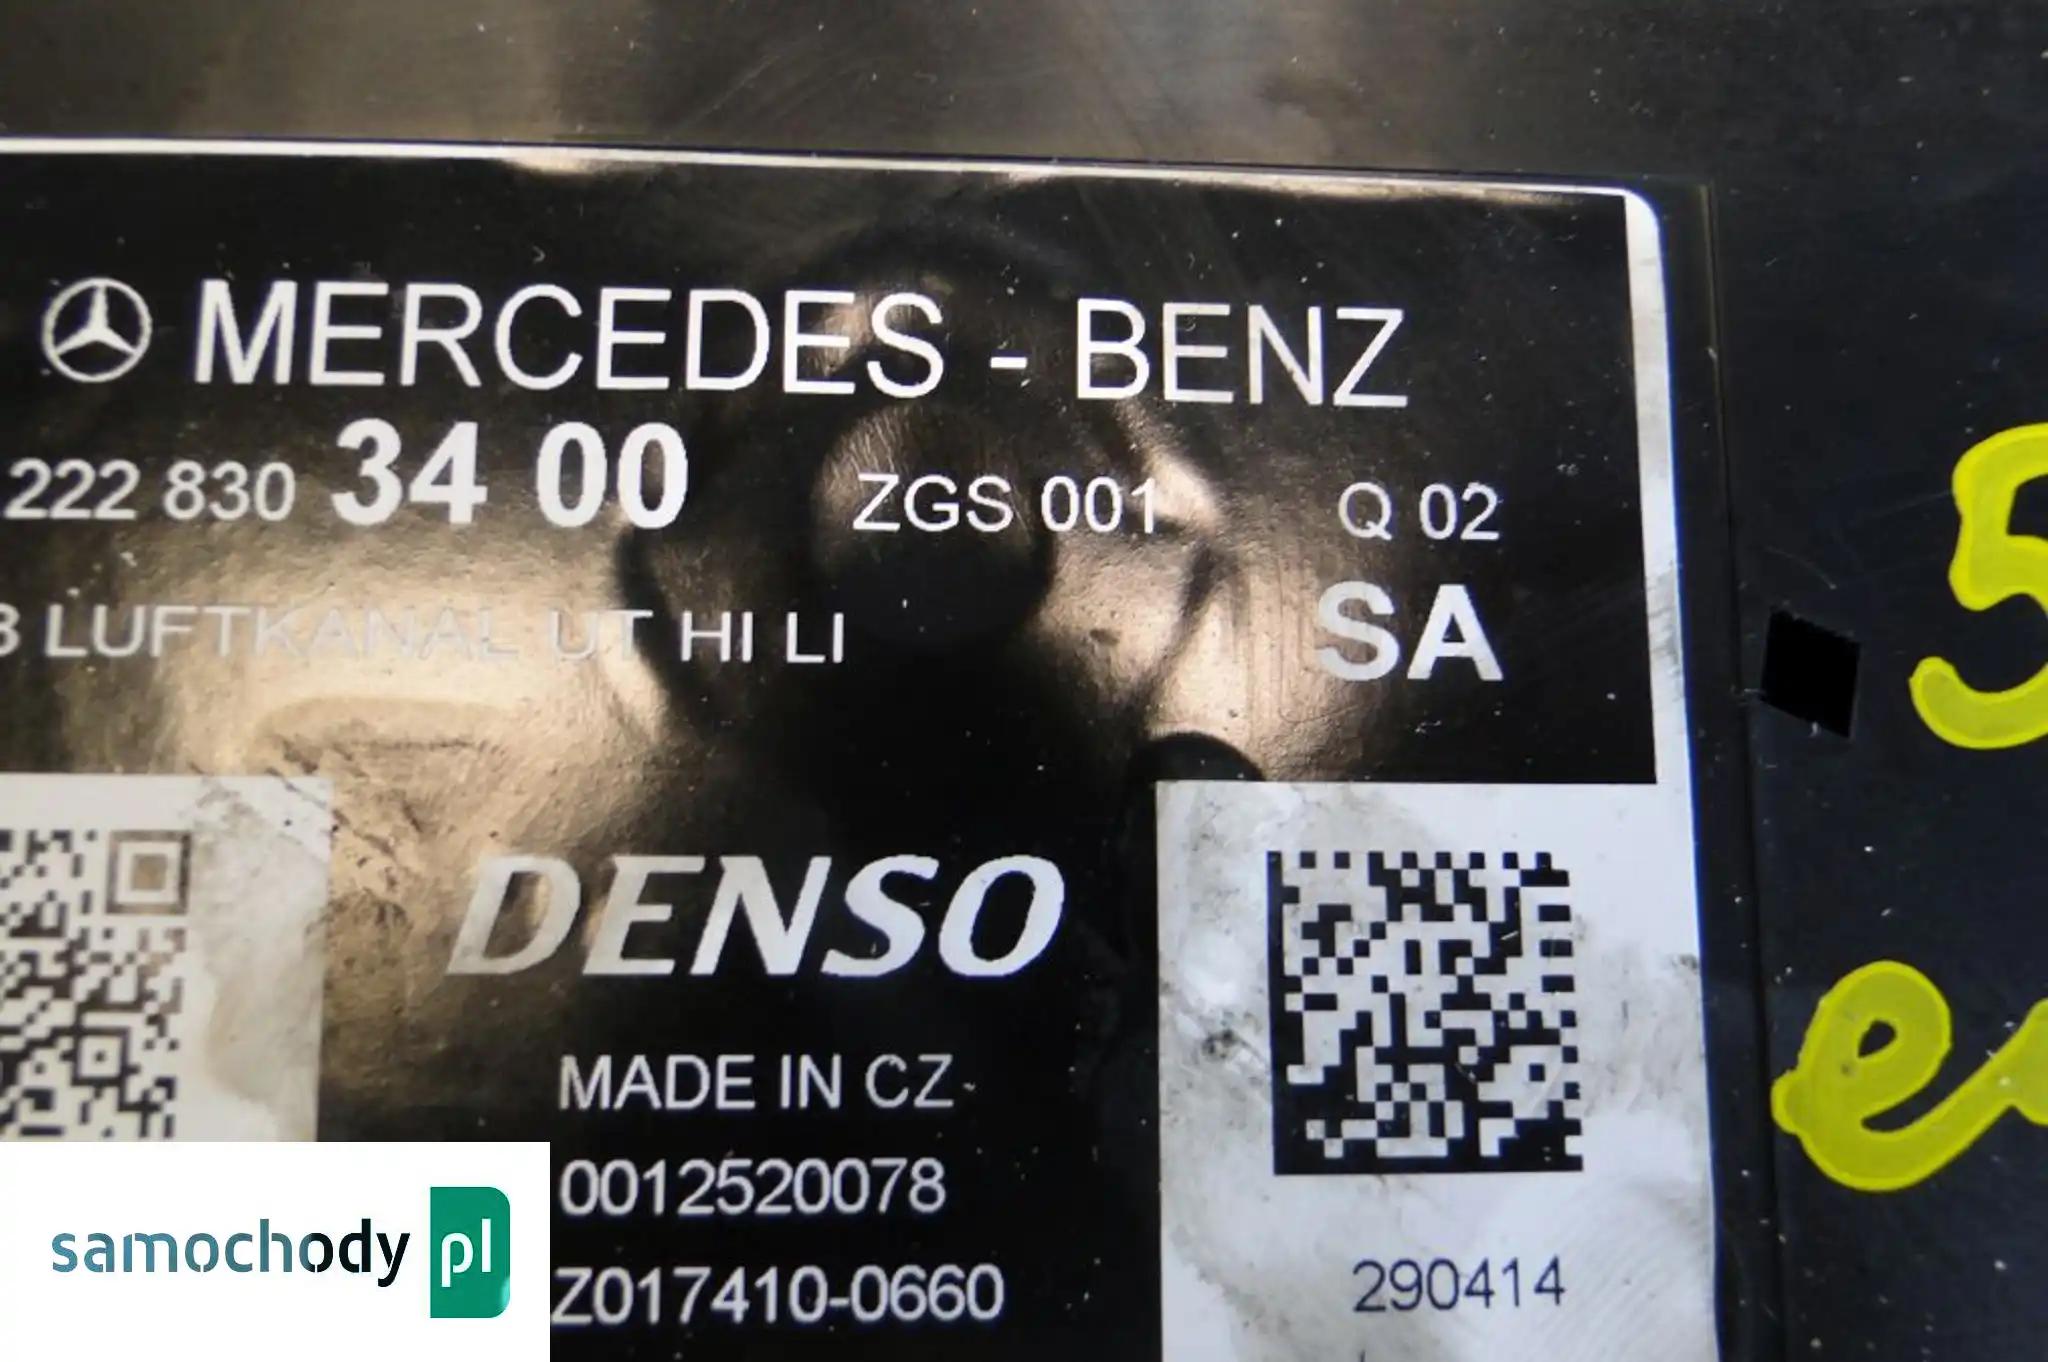 MERCEDES - BENZ
222 830 34 00 ZGS 001 Q 02
LUFTKANAL UT HI LI SA
DENSO
MADE IN CZ
0012520078
Z017410-0660
290414
5
samochody pl